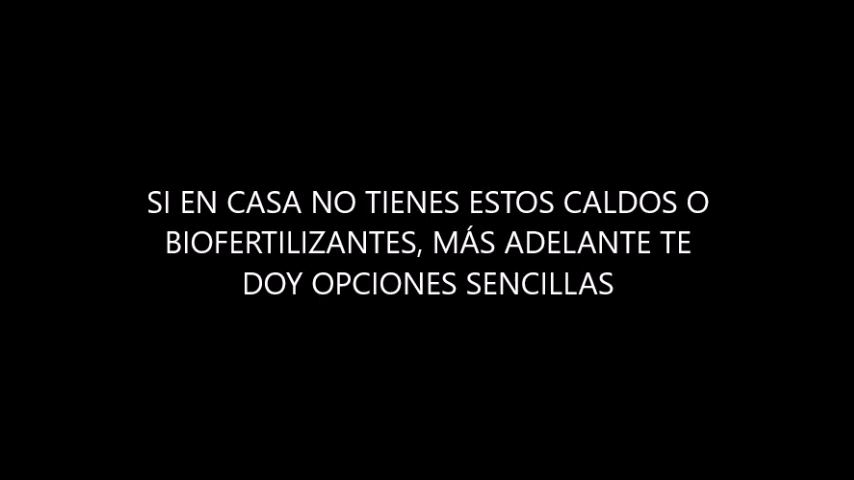 SI EN CASA NO TIENES ESTOS CALDOS O
BIOFERTILIZANTES, MÁS ADELANTE TE
DOY OPCIONES SENCILLAS